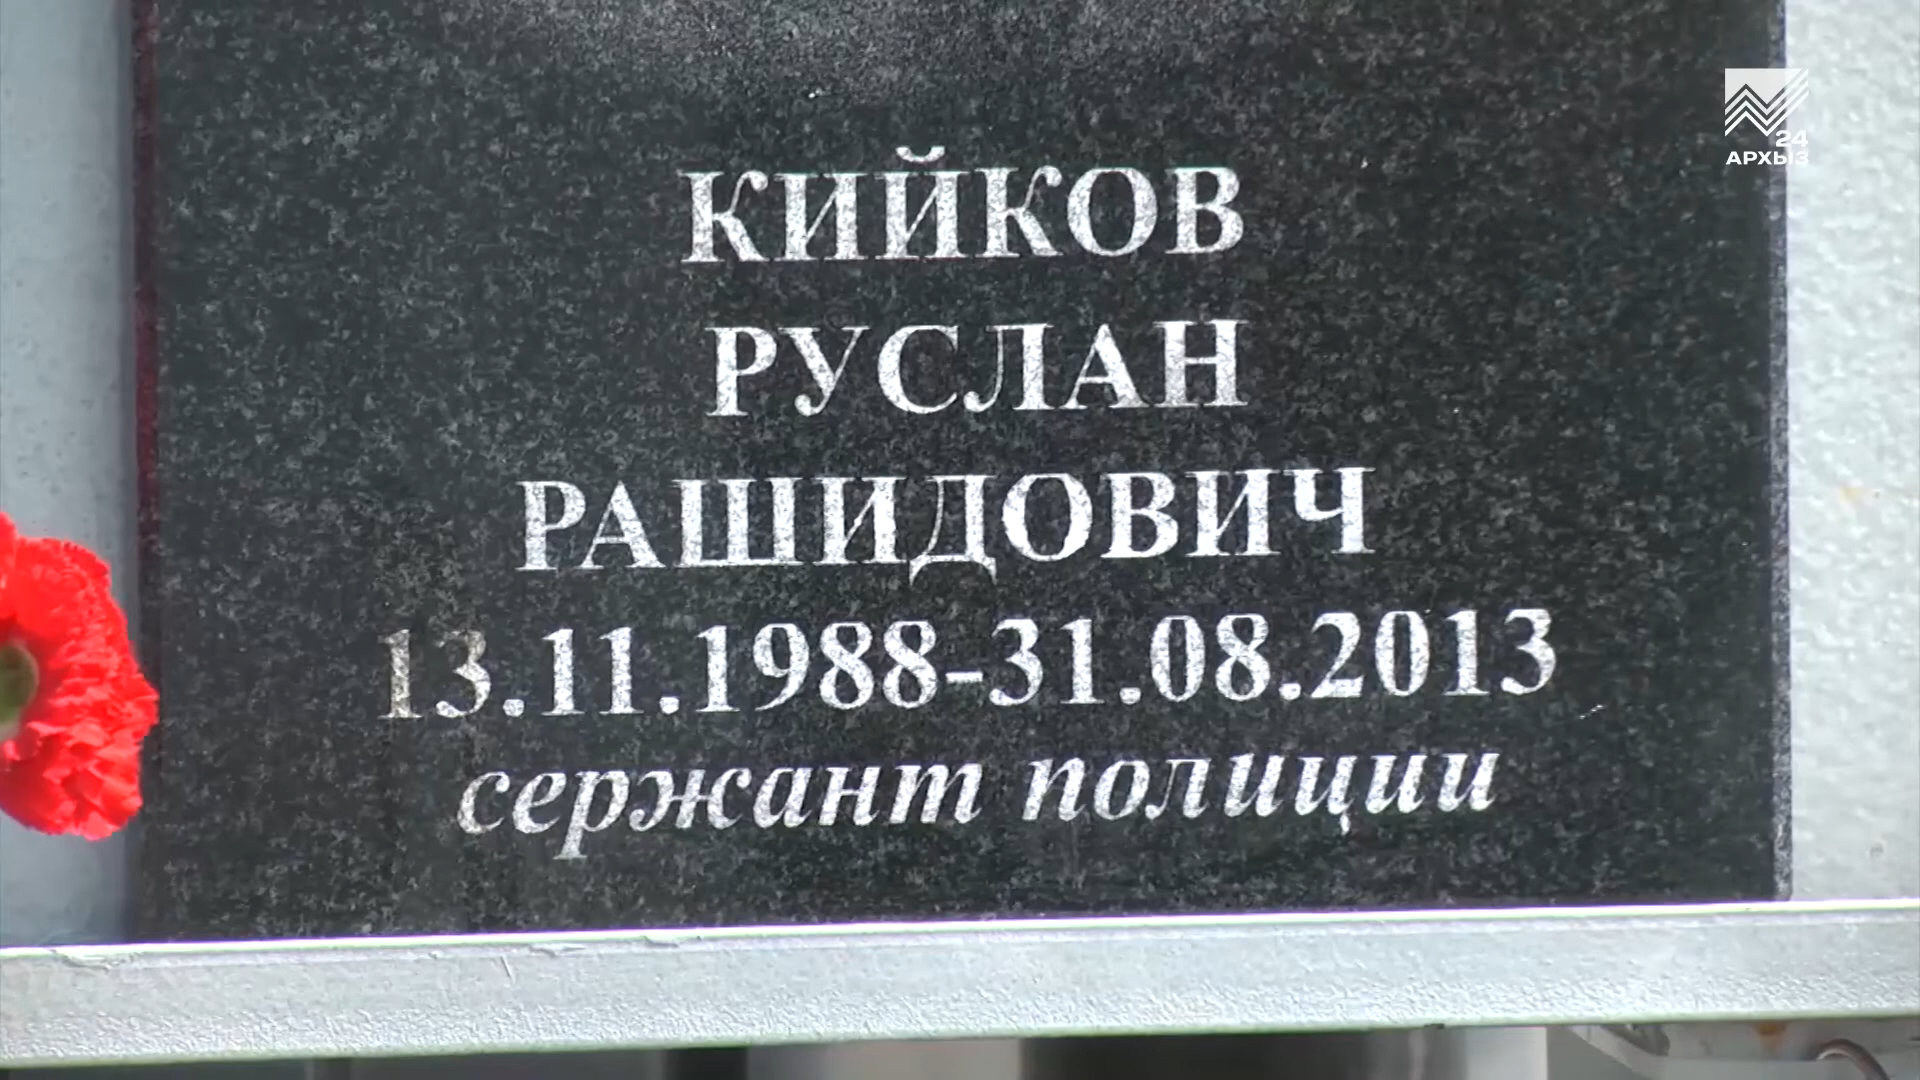 24
АРХЫЗ
КИЙКОВ
РУСЛАН
РАШИДОВИЧ
13.11.1988-31.08.2013
сержант полиции